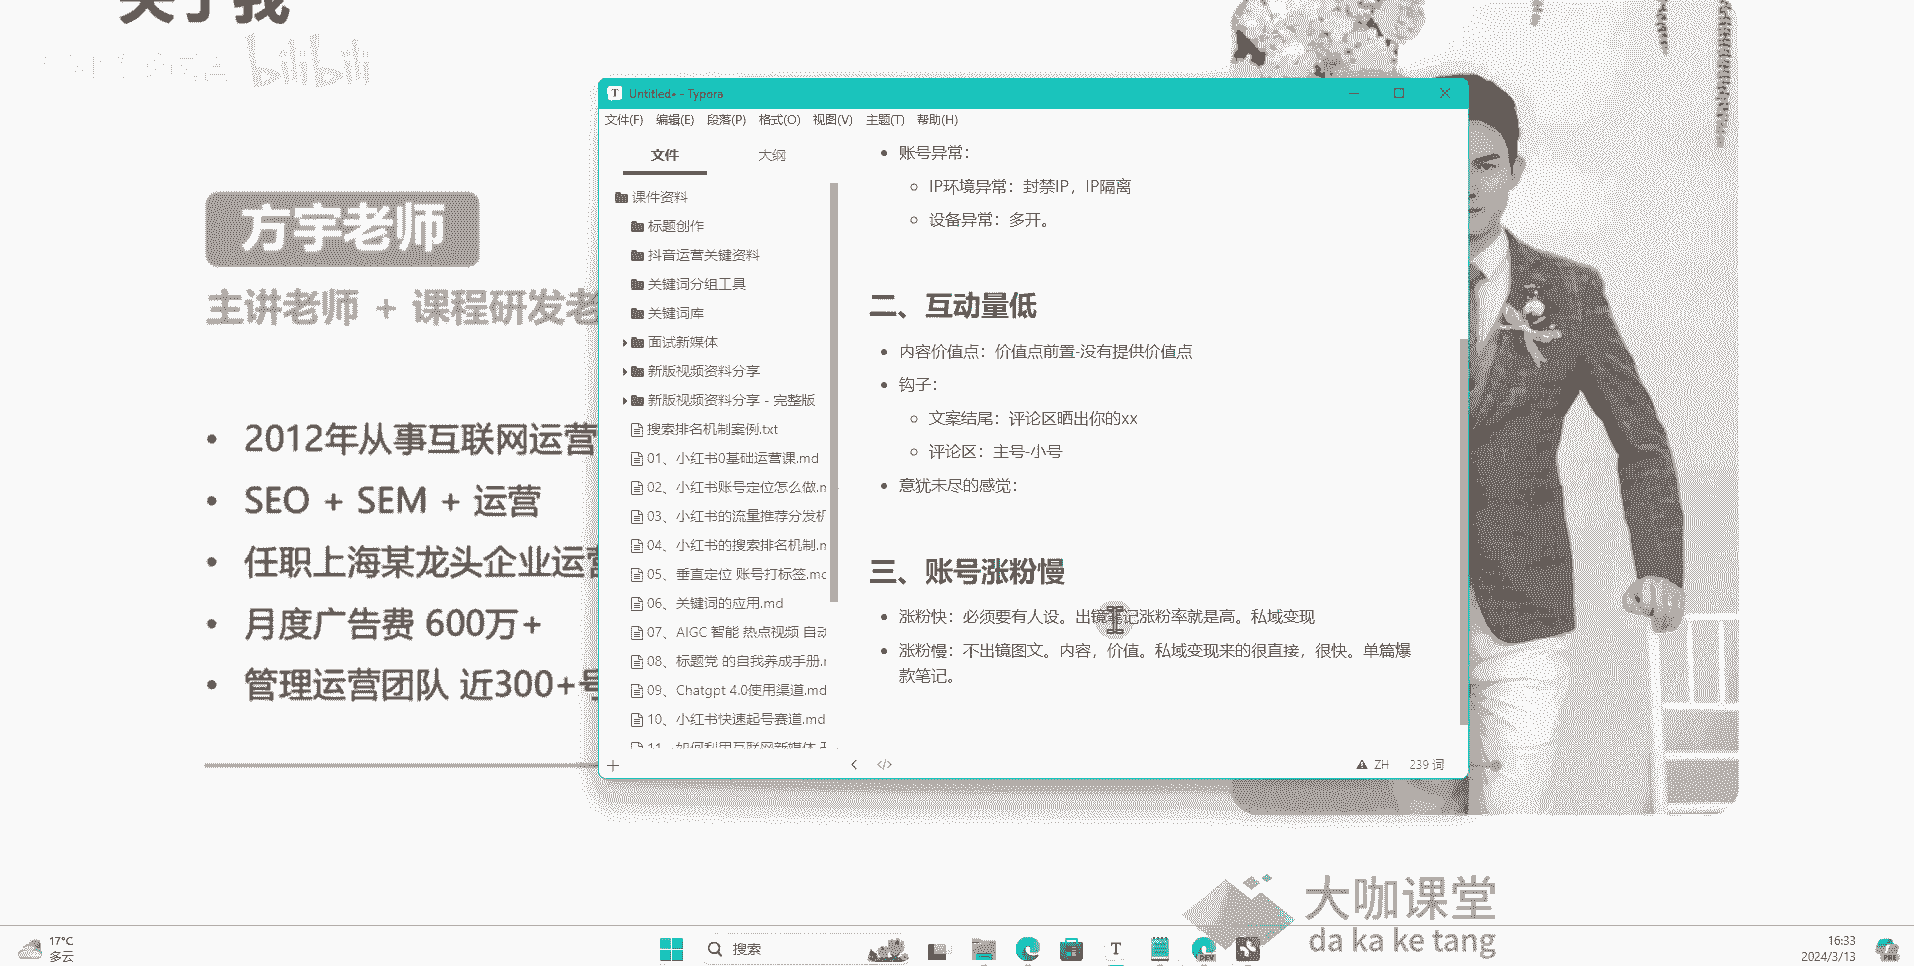 关于我
bilibili
方宇老师
主讲老师 + 课程研发老
2012年从事互联网运营
SEO + SEM + 运营
任职上海某龙头企业运营
月度广告费 600万+
管理运营团队 近300+号
Untitled• - Typora
文件(F) 编辑(E) 段落(P) 格式(O) 视图(V) 主题(T) 帮助(H)
文件 大纲
课件资料
标题创作
抖音运营关键资料
关键词分组工具
关键词库
面试新媒体
新版视频资料分享
新版视频资料分享 - 完整版
搜索排名机制案例.txt
01、小红书0基础运营课.md
02、小红书账号定位怎么做.m
03、小红书的流量推荐分发机
04、小红书的搜索排名机制.m
05、垂直定位 账号打标签.mc
06、关键词的应用.md
07、AIGC 智能 热点视频 自动
08、标题党 的自我养成手册.m
09、Chatgpt 4.0使用渠道.md
10、小红书快速起号赛道.md
11、如何利用互联网新媒体
账号异常：
IP环境异常：封禁IP，IP隔离
设备异常：多开。
二、互动量低
内容价值点：价值点前置-没有提供价值点
钩子：
文案结尾：评论区晒出你的xx
评论区：主号-小号
意犹未尽的感觉：
三、账号涨粉慢
涨粉快：必须要有人设。出镜笔记涨粉率就是高。私域变现
涨粉慢：不出镜图文。内容，价值。私域变现来的很直接，很快。单篇爆
款笔记。
ZH 239 词
大咖课堂
da ka ke tang
17°C
多云
搜索
16:33
2024/3/13